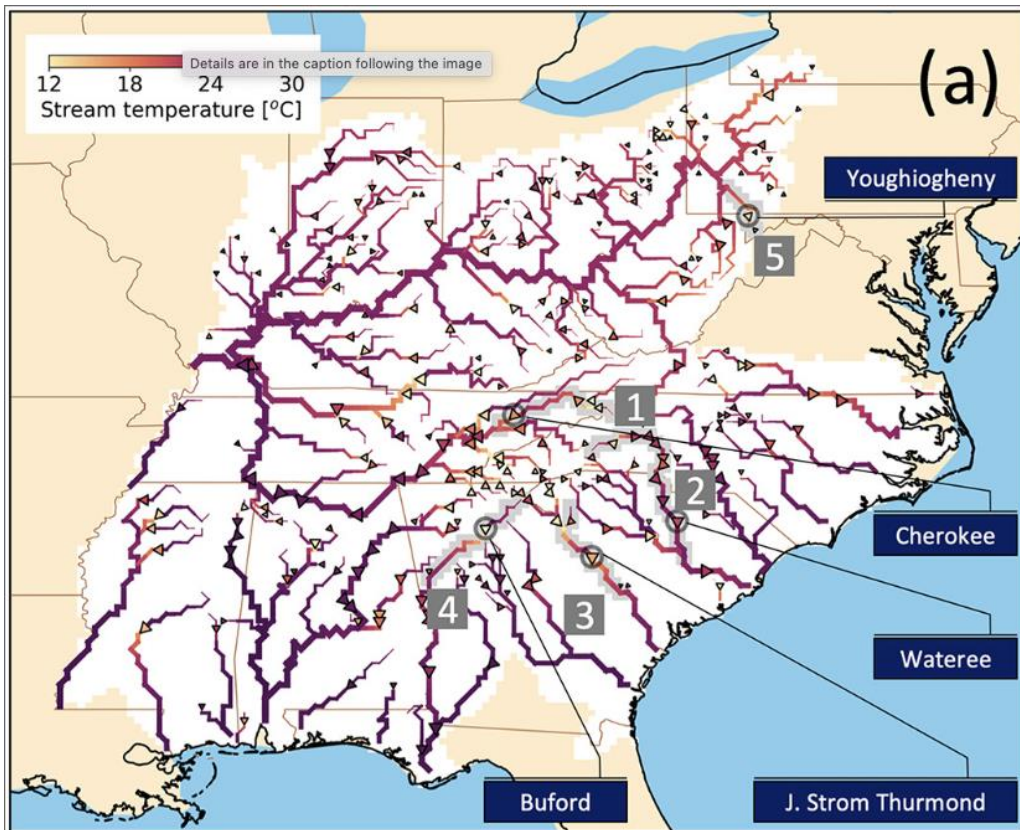 (a)
Details are in the caption following the image
12 18 24 30
Stream temperature [°C]
Youghiogheny
5
1
2
Cherokee
4
3
Wateree
Buford
J. Strom Thurmond